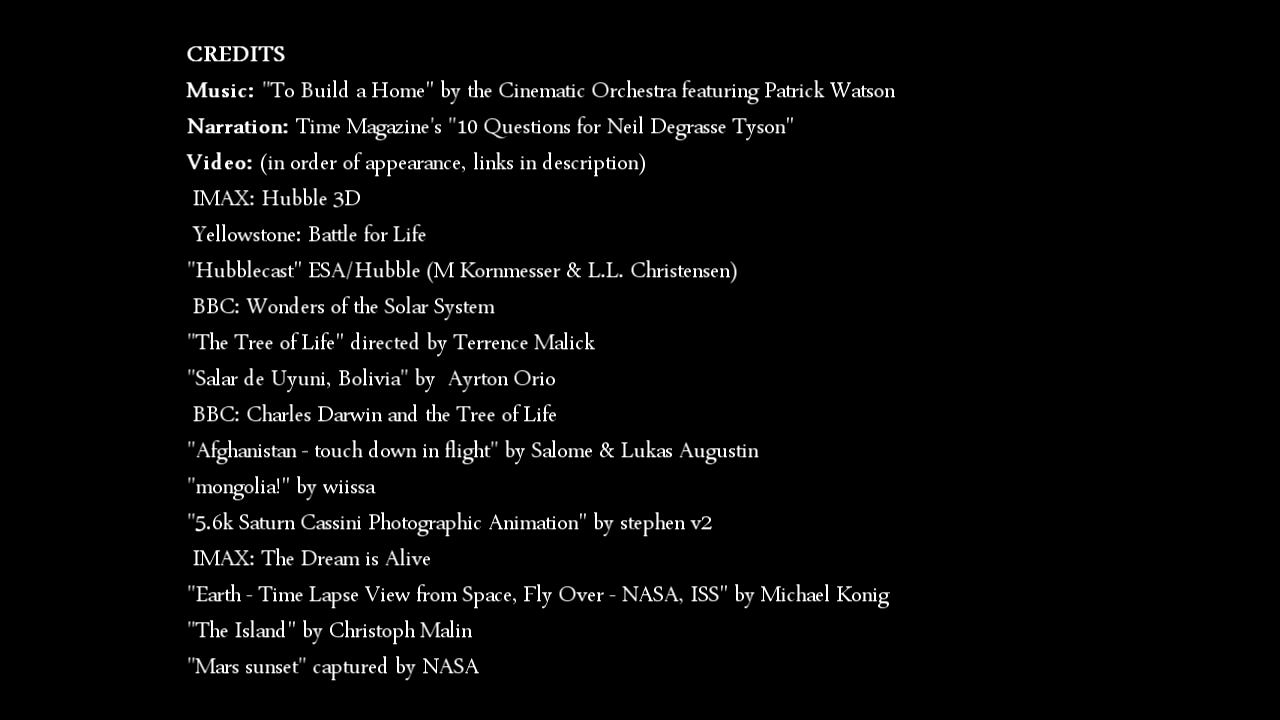 CREDITS
Music: "To Build a Home" by the Cinematic Orchestra featuring Patrick Watson
Narration: Time Magazine's "10 Questions for Neil Degrasse Tyson"
Video: (in order of appearance, links in description)
IMAX: Hubble 3D
Yellowstone: Battle for Life
"Hubblecast" ESA/Hubble (M Kornmesser & L.L. Christensen)
BBC: Wonders of the Solar System
"The Tree of Life" directed by Terrence Malick
"Salar de Uyuni, Bolivia" by Ayrton Orio
BBC: Charles Darwin and the Tree of Life
"Afghanistan - touch down in flight" by Salome & Lukas Augustin
"mongolia!" by wiissa
"5.6k Saturn Cassini Photographic Animation" by stephen v2
IMAX: The Dream is Alive
"Earth - Time Lapse View from Space, Fly Over - NASA, ISS" by Michael Konig
"The Island" by Christoph Malin
"Mars sunset" captured by NASA